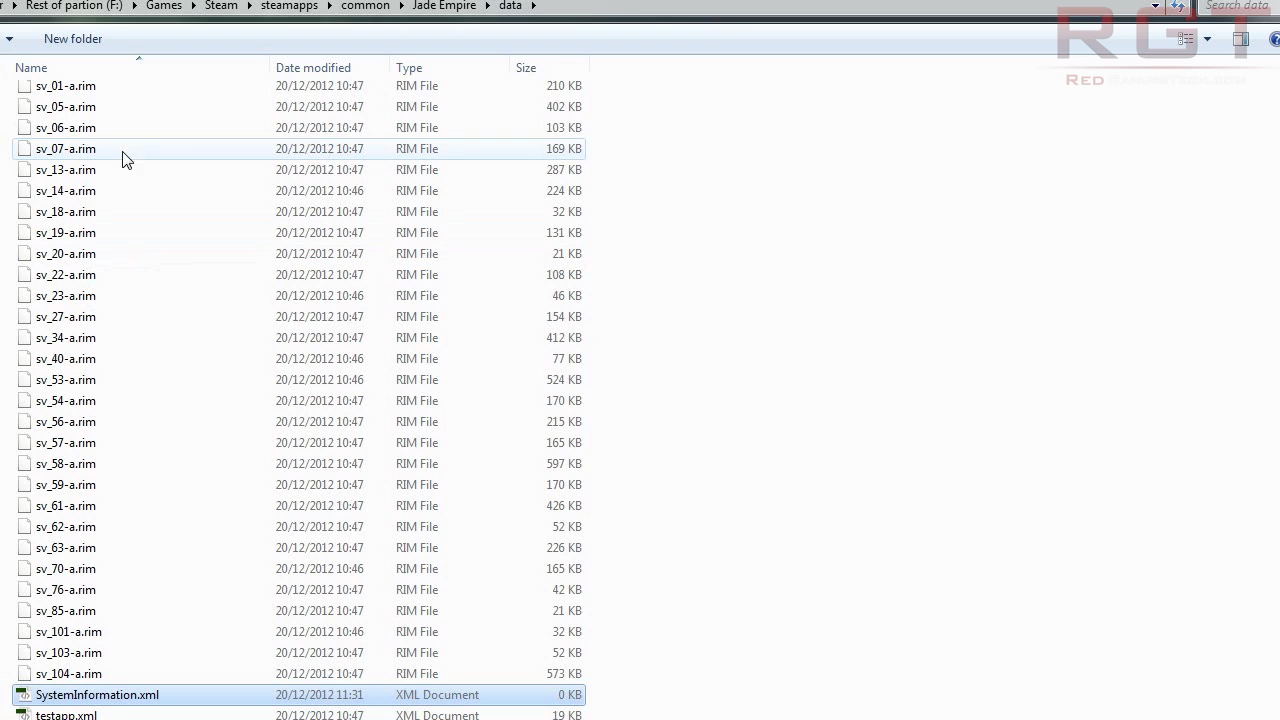 Rest of partion (F:) Games Steam steamapps common Jade Empire data Search data
New folder RGT
Name Date modified Type Size
RED
sv_01-a.rim 20/12/2012 10:47 RIM File 210 KB
sv_05-a.rim 20/12/2012 10:47 RIM File 402 KB
sv_06-a.rim 20/12/2012 10:47 RIM File 103 KB
sv_07-a.rim 20/12/2012 10:47 RIM File 169 KB
sv_13-a.rim 20/12/2012 10:47 RIM File 287 KB
sv_14-a.rim 20/12/2012 10:46 RIM File 224 KB
sv_18-a.rim 20/12/2012 10:47 RIM File 32 KB
sv_19-a.rim 20/12/2012 10:47 RIM File 131 KB
sv_20-a.rim 20/12/2012 10:47 RIM File 21 KB
sv_22-a.rim 20/12/2012 10:47 RIM File 108 KB
sv_23-a.rim 20/12/2012 10:46 RIM File 46 KB
sv_27-a.rim 20/12/2012 10:47 RIM File 154 KB
sv_34-a.rim 20/12/2012 10:47 RIM File 412 KB
sv_40-a.rim 20/12/2012 10:46 RIM File 77 KB
sv_53-a.rim 20/12/2012 10:46 RIM File 524 KB
sv_54-a.rim 20/12/2012 10:47 RIM File 170 KB
sv_56-a.rim 20/12/2012 10:47 RIM File 215 KB
sv_57-a.rim 20/12/2012 10:47 RIM File 165 KB
sv_58-a.rim 20/12/2012 10:47 RIM File 597 KB
sv_59-a.rim 20/12/2012 10:47 RIM File 170 KB
sv_61-a.rim 20/12/2012 10:47 RIM File 426 KB
sv_62-a.rim 20/12/2012 10:47 RIM File 52 KB
sv_63-a.rim 20/12/2012 10:47 RIM File 226 KB
sv_70-a.rim 20/12/2012 10:46 RIM File 165 KB
sv_76-a.rim 20/12/2012 10:47 RIM File 42 KB
sv_85-a.rim 20/12/2012 10:47 RIM File 21 KB
sv_101-a.rim 20/12/2012 10:46 RIM File 32 KB
sv_103-a.rim 20/12/2012 10:47 RIM File 52 KB
sv_104-a.rim 20/12/2012 10:47 RIM File 573 KB
SystemInformation.xml 20/12/2012 11:31 XML Document 0 KB
testapp.xml 20/12/2012 10:47 XML Document 19 KB